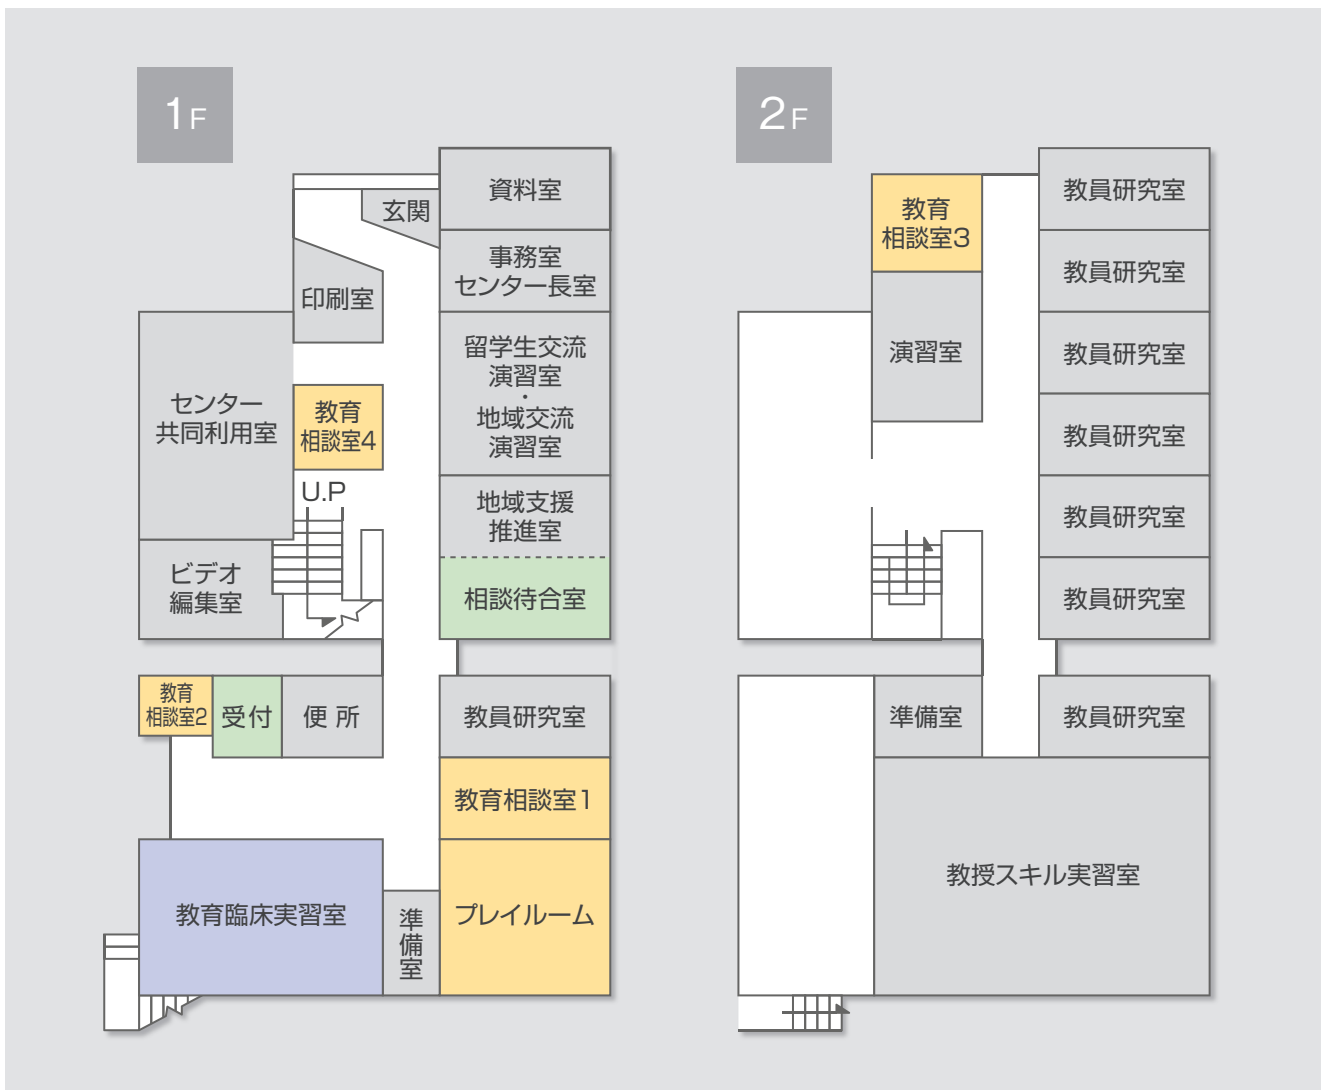 1F
資料室
玄関
事務室
センター長室
印刷室
留学生交流
演習室
・
地域交流
演習室
センター
共同利用室
教育
相談室4
U.P
地域支援
推進室
ビデオ
編集室
相談待合室
教育
相談室2
受付
便 所
教員研究室
教育相談室1
教育臨床実習室
準
備
室
プレイルーム
2F
教育
相談室3
教員研究室
教員研究室
演習室
教員研究室
教員研究室
教員研究室
教員研究室
準備室
教員研究室
教授スキル実習室